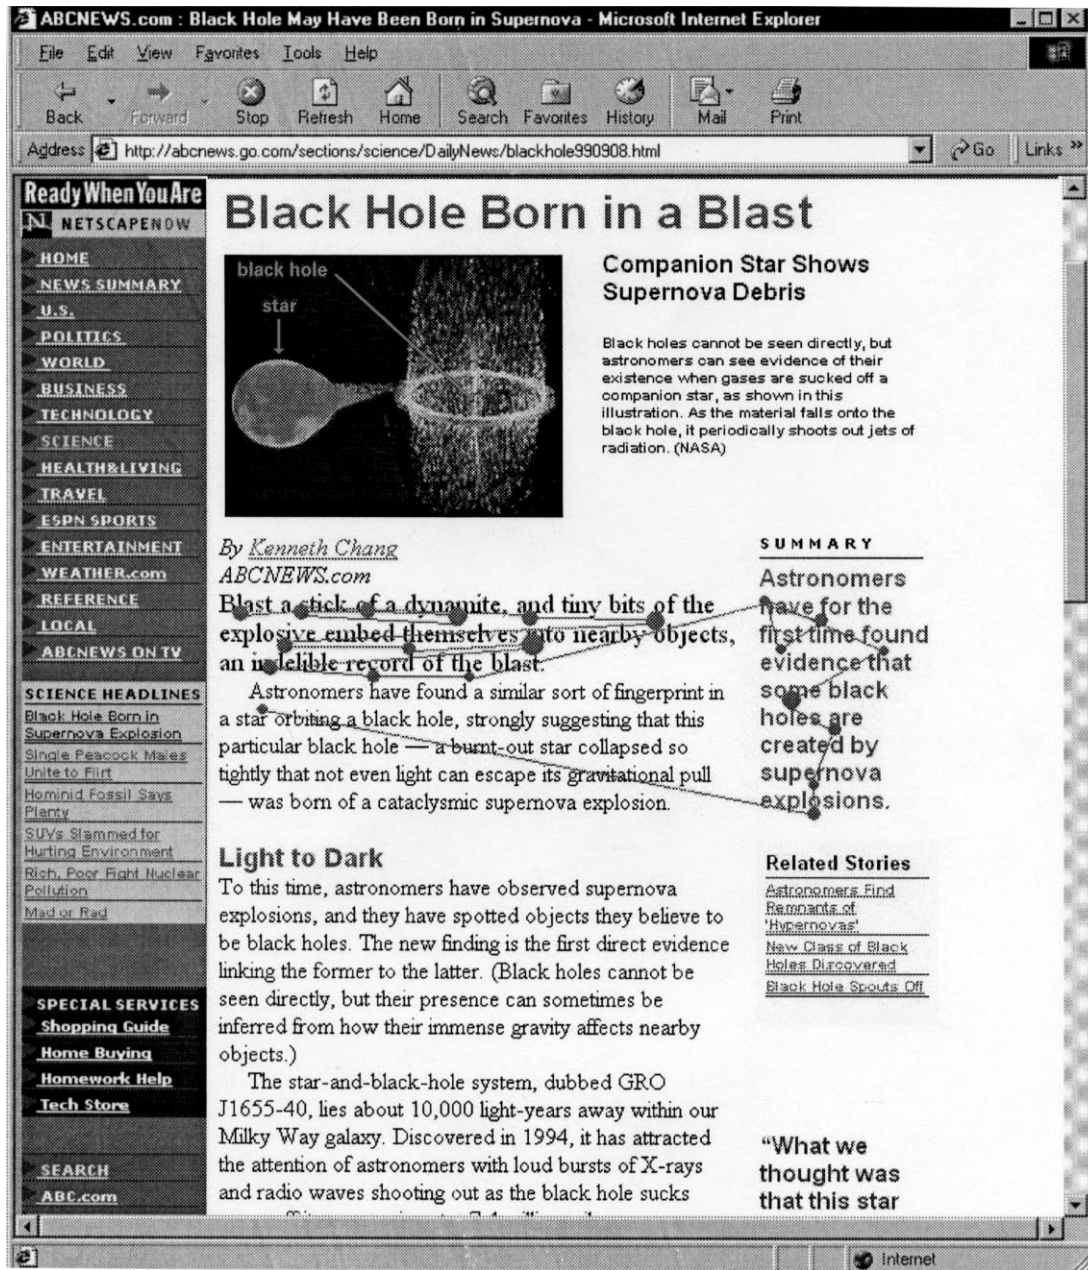 ABCNEWS.com : Black Hole May Have Been Born in Supernova - Microsoft Internet Explorer
File Edit View Favorites Tools Help
Back Forward Stop Refresh Home Search Favorites History Mail Print
Address http://abcnews.go.com/sections/science/DailyNews/blackhole990908.html Go Links »
Ready When You Are
N NETSCAPENOW
HOME
NEWS SUMMARY
U.S.
POLITICS
WORLD
BUSINESS
TECHNOLOGY
SCIENCE
HEALTH&LIVING
TRAVEL
ESPN SPORTS
ENTERTAINMENT
WEATHER.com
REFERENCE
LOCAL
ABCNEWS ON TV
SCIENCE HEADLINES
Black Hole Born in
Supernova Explosion
Single Peacock Males
Unite to Flirt
Hominid Fossil Says
Plenty
SUVs Slammed for
Hurting Environment
Rich, Poor Fight Nuclear
Pollution
Mad or Rad
SPECIAL SERVICES
Shopping Guide
Home Buying
Homework Help
Tech Store
SEARCH
ABC.com
Black Hole Born in a Blast
black hole
star
Companion Star Shows
Supernova Debris
Black holes cannot be seen directly, but
astronomers can see evidence of their
existence when gases are sucked off a
companion star, as shown in this
illustration. As the material falls onto the
black hole, it periodically shoots out jets of
radiation. (NASA)
By Kenneth Chang
ABCNEWS.com
Blast a stick of a dynamite, and tiny bits of the
explosive embed themselves into nearby objects,
an indelible record of the blast.
Astronomers have found a similar sort of fingerprint in
a star orbiting a black hole, strongly suggesting that this
particular black hole — a burnt-out star collapsed so
tightly that not even light can escape its gravitational pull
— was born of a cataclysmic supernova explosion.
Light to Dark
To this time, astronomers have observed supernova
explosions, and they have spotted objects they believe to
be black holes. The new finding is the first direct evidence
linking the former to the latter. (Black holes cannot be
seen directly, but their presence can sometimes be
inferred from how their immense gravity affects nearby
objects.)
The star-and-black-hole system, dubbed GRO
J1655-40, lies about 10,000 light-years away within our
Milky Way galaxy. Discovered in 1994, it has attracted
the attention of astronomers with loud bursts of X-rays
and radio waves shooting out as the black hole sucks
SUMMARY
Astronomers
have for the
first time found
evidence that
some black
holes are
created by
supernova
explosions.
Related Stories
Astronomers Find
Remnants of
'Hypernovas'
New Class of Black
Holes Discovered
Black Hole Spouts Off
“What we
thought was
that this star
Internet